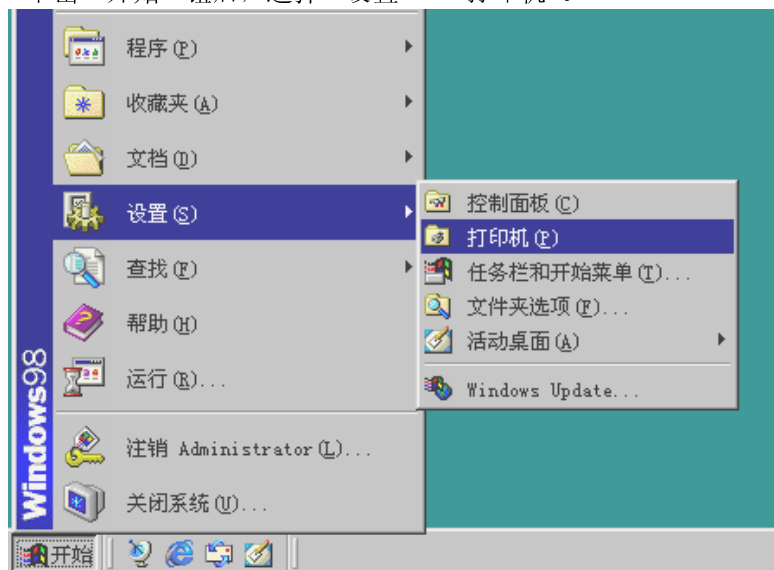 程序(P)
收藏夹(A)
文档(D)
设置(S)
查找(F)
帮助(H)
运行(R)...
注销 Administrator(L)...
关闭系统(U)...
控制面板(C)
打印机(P)
任务栏和开始菜单(T)...
文件夹选项(F)...
活动桌面(A)
Windows Update...
Windows98
开始